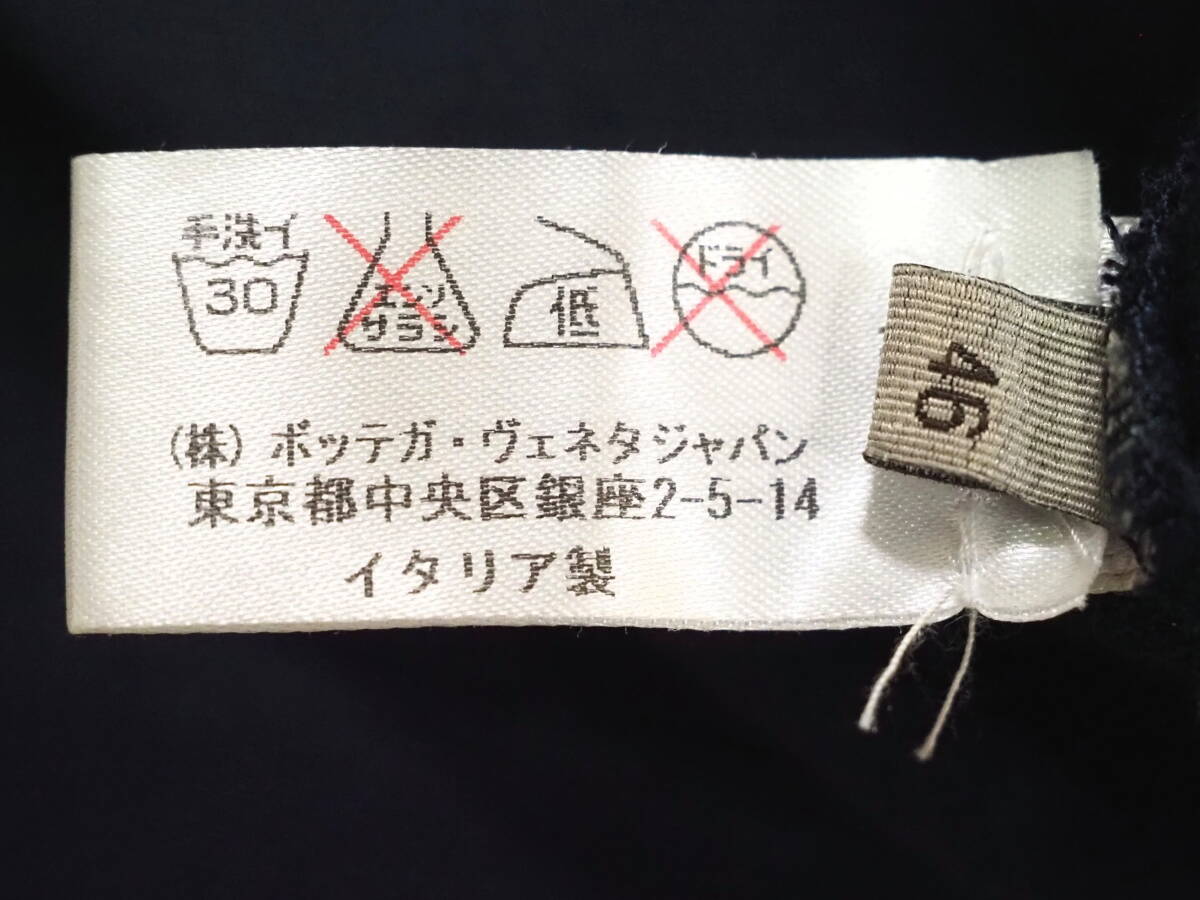 手洗イ
30
エンソ
サラシ
低
ドライ
46
(株) ボッテガ・ヴェネタジャパン
東京都中央区銀座2-5-14
イタリア製